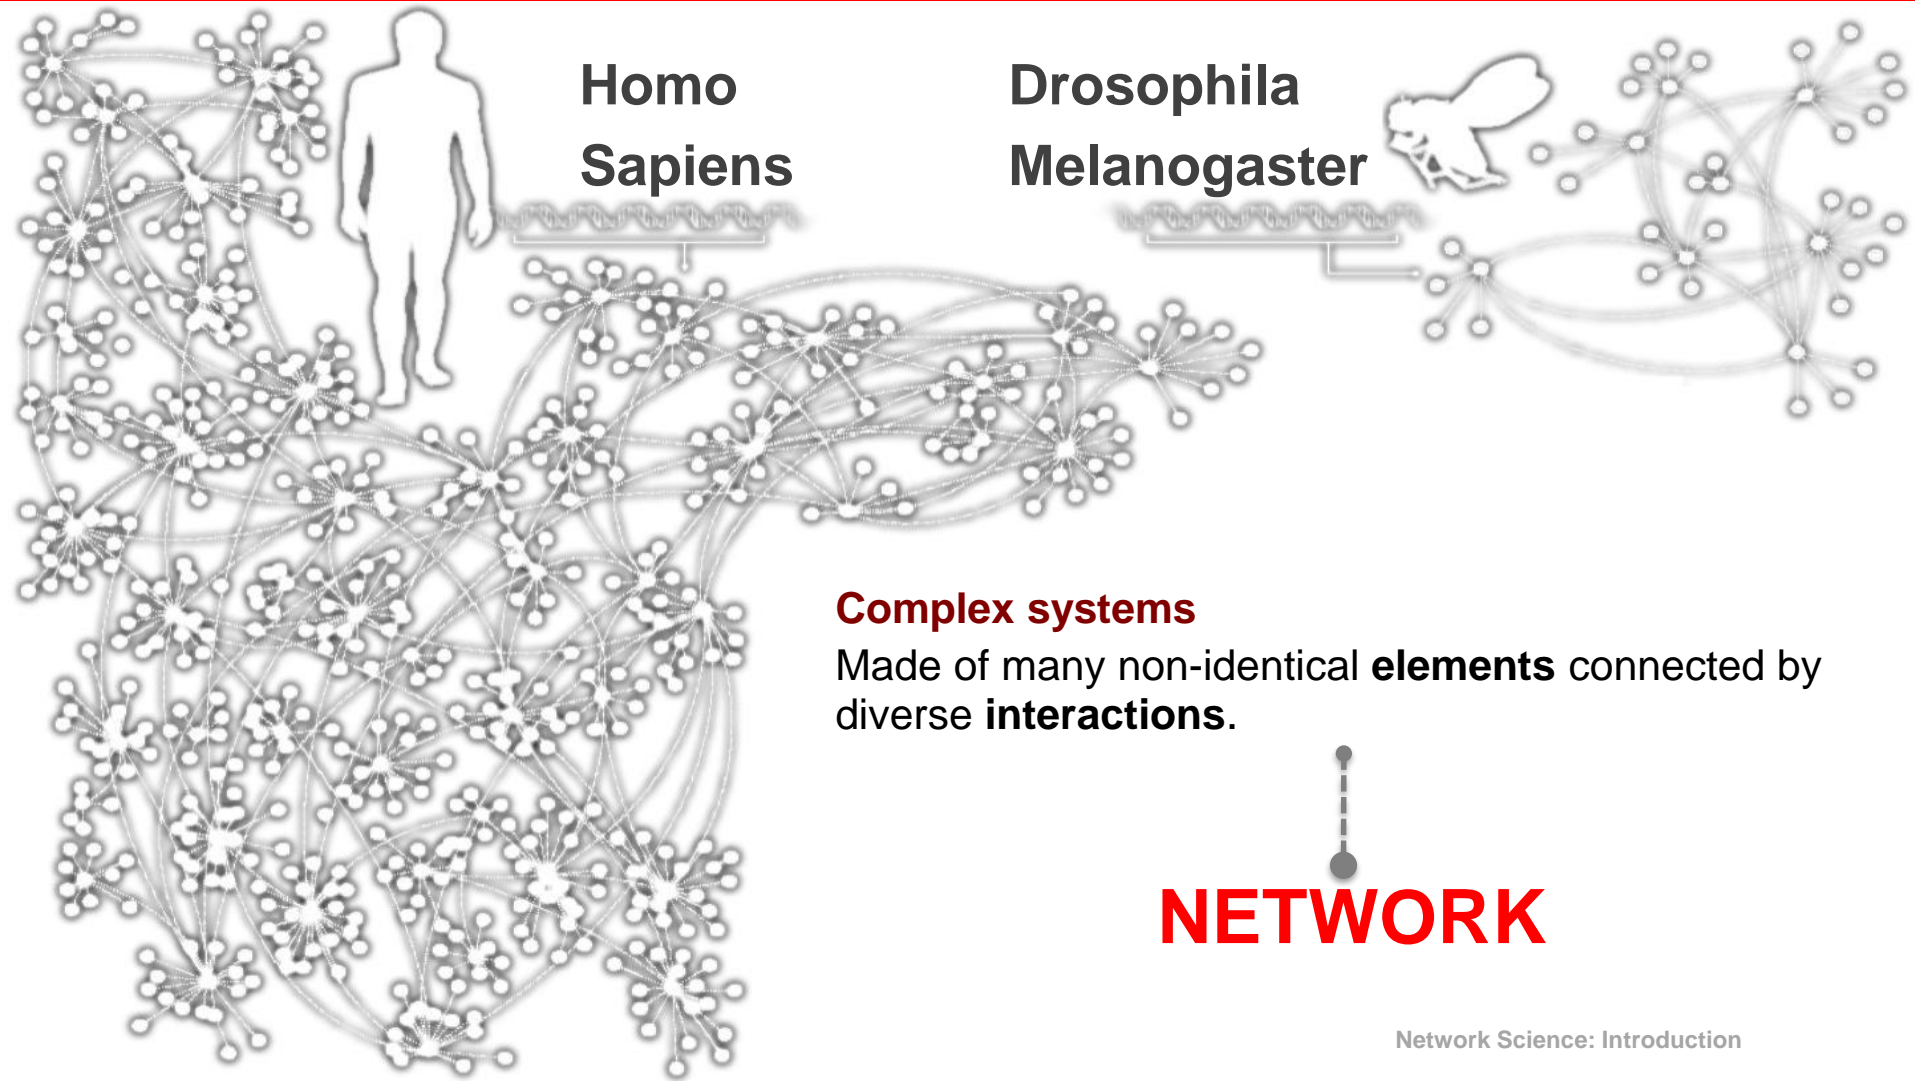 Homo
Sapiens
Drosophila
Melanogaster
Complex systems
Made of many non-identical elements connected by
diverse interactions.
NETWORK
Network Science: Introduction